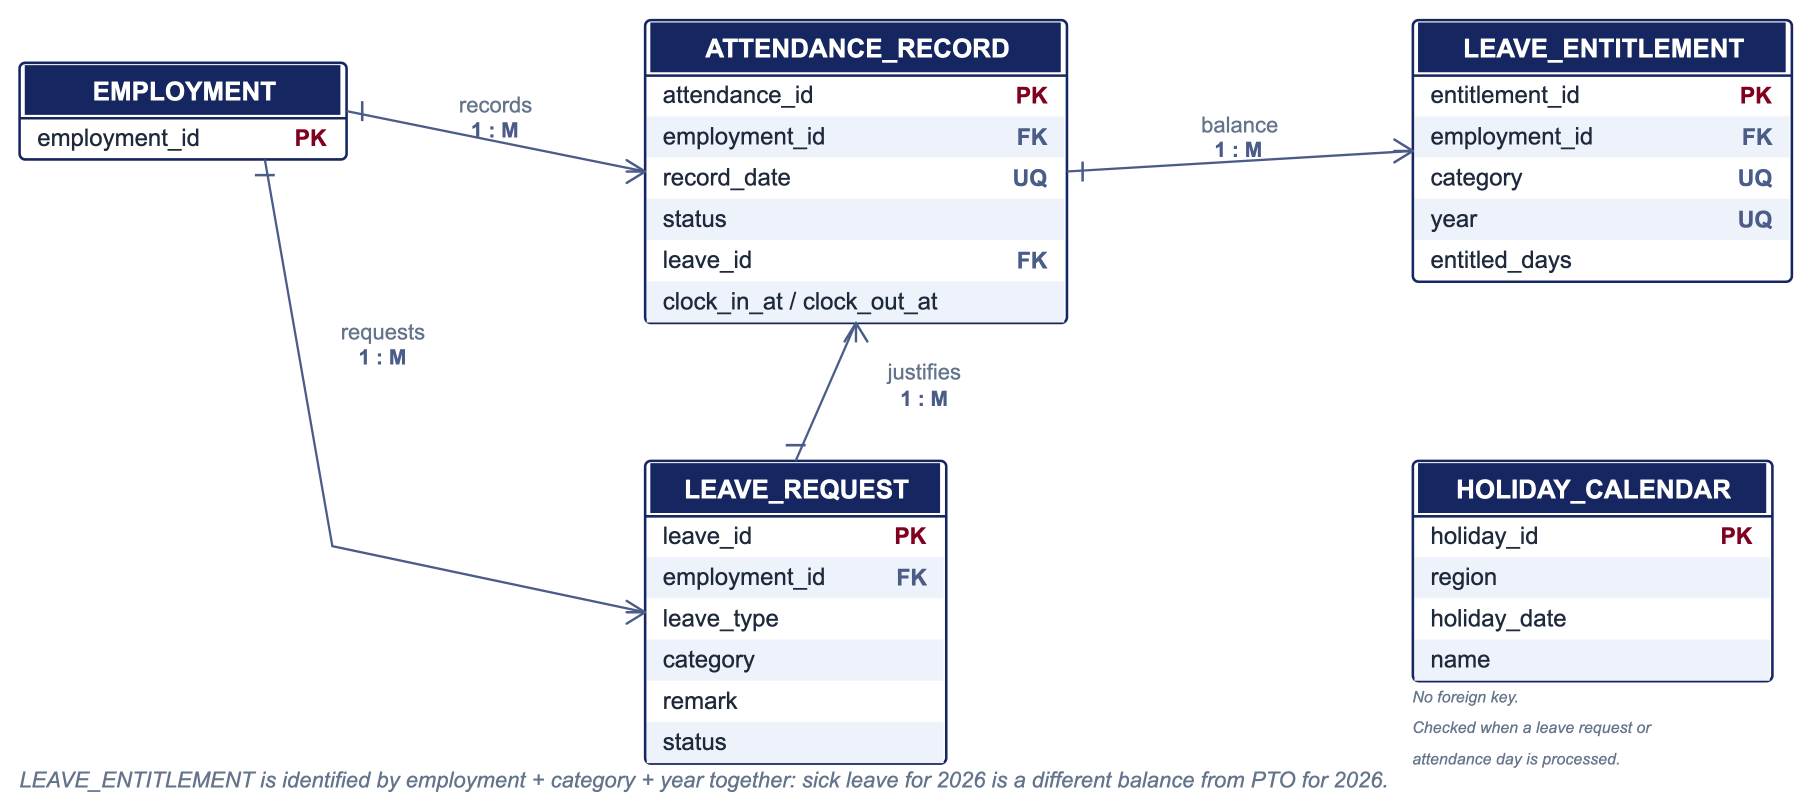 EMPLOYMENT
employment_id PK
records
1 : M
ATTENDANCE_RECORD
attendance_id PK
employment_id FK
record_date UQ
status
leave_id FK
clock_in_at / clock_out_at
balance
1 : M
LEAVE_ENTITLEMENT
entitlement_id PK
employment_id FK
category UQ
year UQ
entitled_days
requests
1 : M
justifies
1 : M
LEAVE_REQUEST
leave_id PK
employment_id FK
leave_type
category
remark
status
HOLIDAY_CALENDAR
holiday_id PK
region
holiday_date
name
No foreign key.
Checked when a leave request or
attendance day is processed.
LEAVE_ENTITLEMENT is identified by employment + category + year together: sick leave for 2026 is a different balance from PTO for 2026.